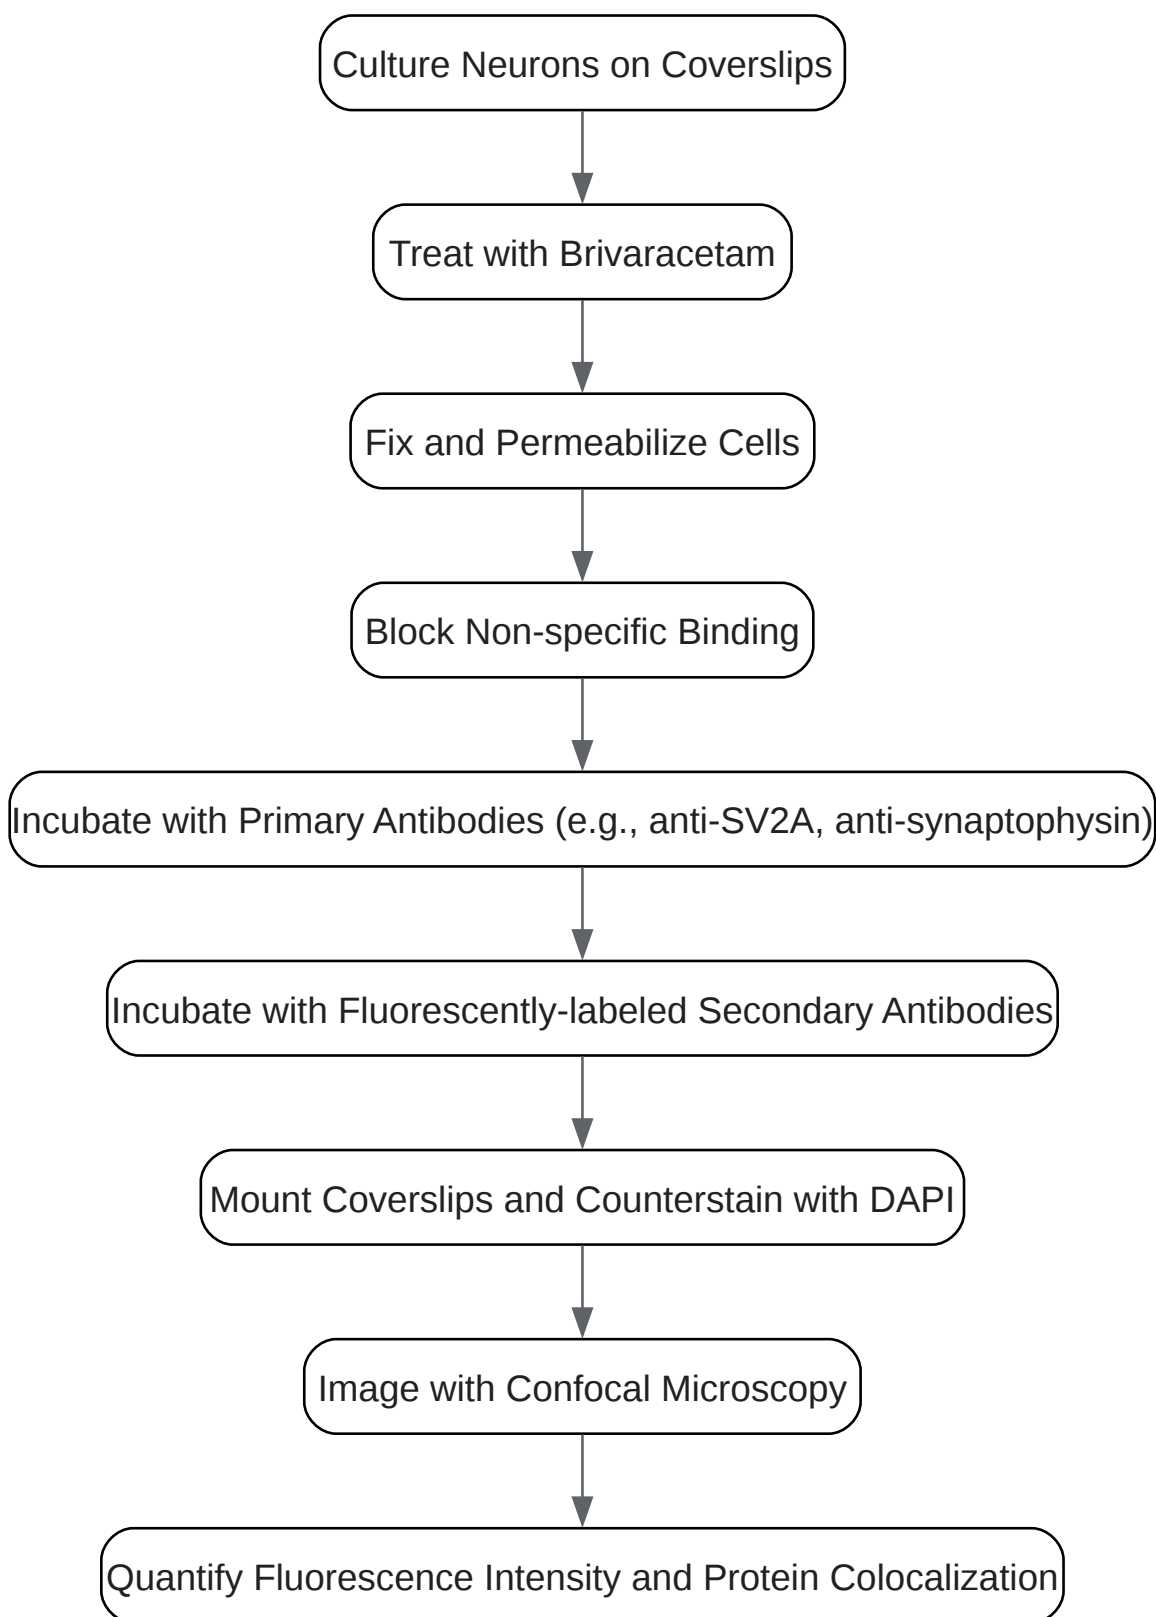 Culture Neurons on Coverslips
Treat with Brivaracetam
Fix and Permeabilize Cells
Block Non-specific Binding
Incubate with Primary Antibodies (e.g., anti-SV2A, anti-synaptophysin)
Incubate with Fluorescently-labeled Secondary Antibodies
Mount Coverslips and Counterstain with DAPI
Image with Confocal Microscopy
Quantify Fluorescence Intensity and Protein Colocalization